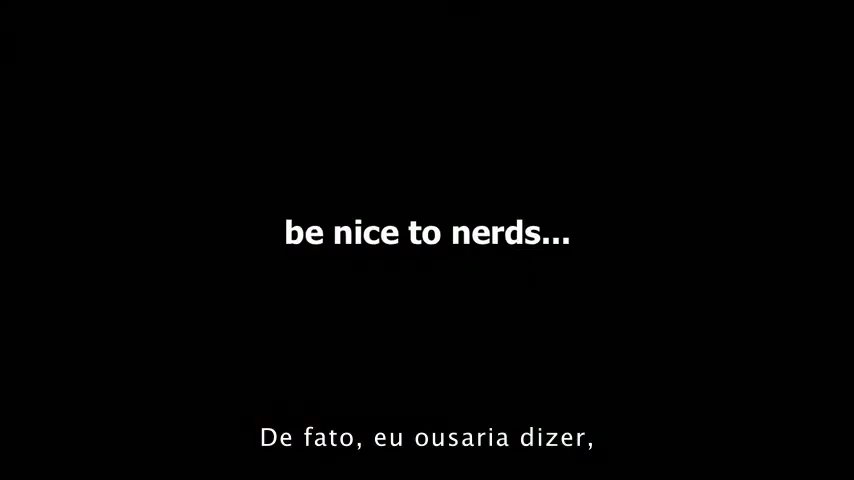 be nice to nerds...
De fato, eu ousaria dizer,